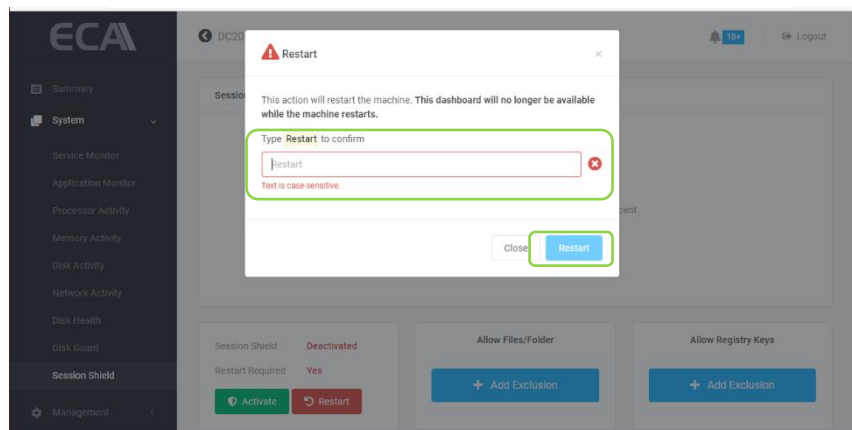 ECA
DC20
10+
Logout
Restart
×
Summary
Sessio
This action will restart the machine. This dashboard will no longer be available
while the machine restarts.
System
Type Restart to confirm
Service Monitor
Restart
Text is case-sensitive.
Application Monitor
Processor Activity
cent
Memory Activity
Close
Restart
Disk Activity
Network Activity
Disk Health
Disk Guard
Session Shield
Management
Session Shield Deactivated
Restart Required Yes
Activate
Restart
Allow Files/Folder
+ Add Exclusion
Allow Registry Keys
+ Add Exclusion